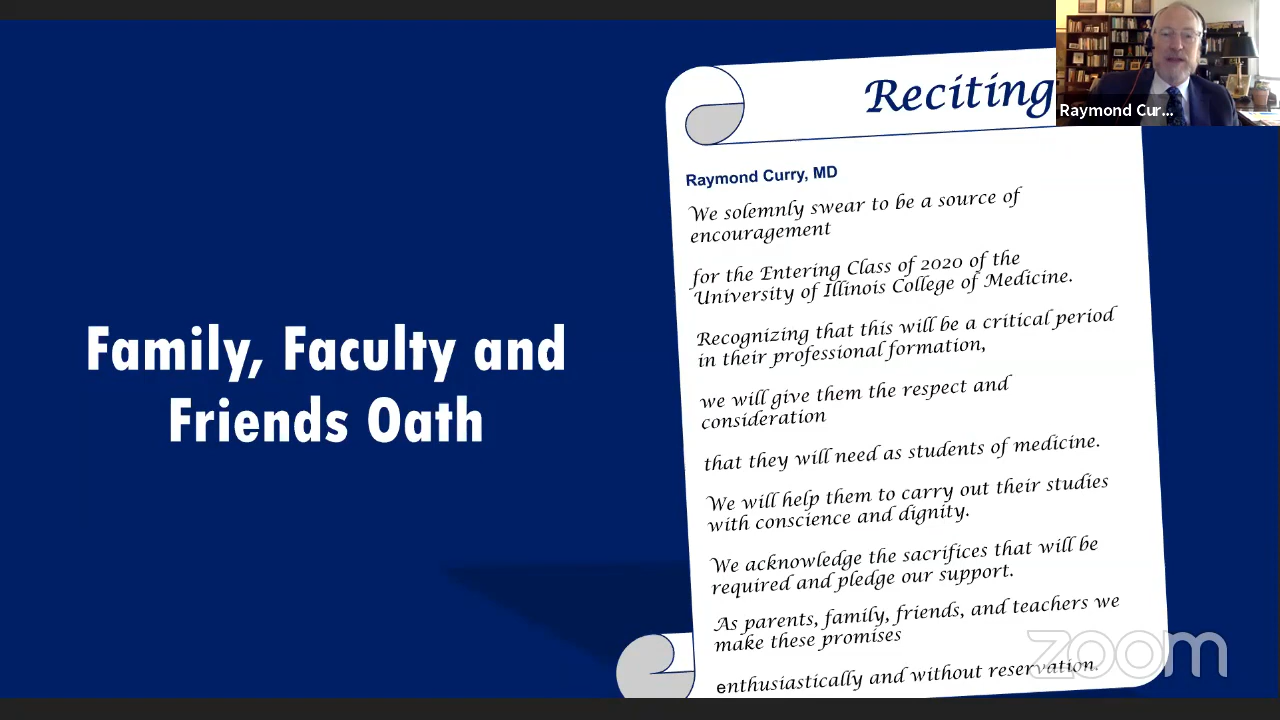 Reciting
Raymond Cur...
Raymond Curry, MD
We solemnly swear to be a source of
encouragement
for the Entering Class of 2020 of the
University of Illinois College of Medicine.
Recognizing that this will be a critical period
in their professional formation,
we will give them the respect and
consideration
that they will need as students of medicine.
We will help them to carry out their studies
with conscience and dignity.
We acknowledge the sacrifices that will be
required and pledge our support.
As parents, family, friends, and teachers we
make these promises
enthusiastically and without reservation.
Family, Faculty and
Friends Oath
zoom